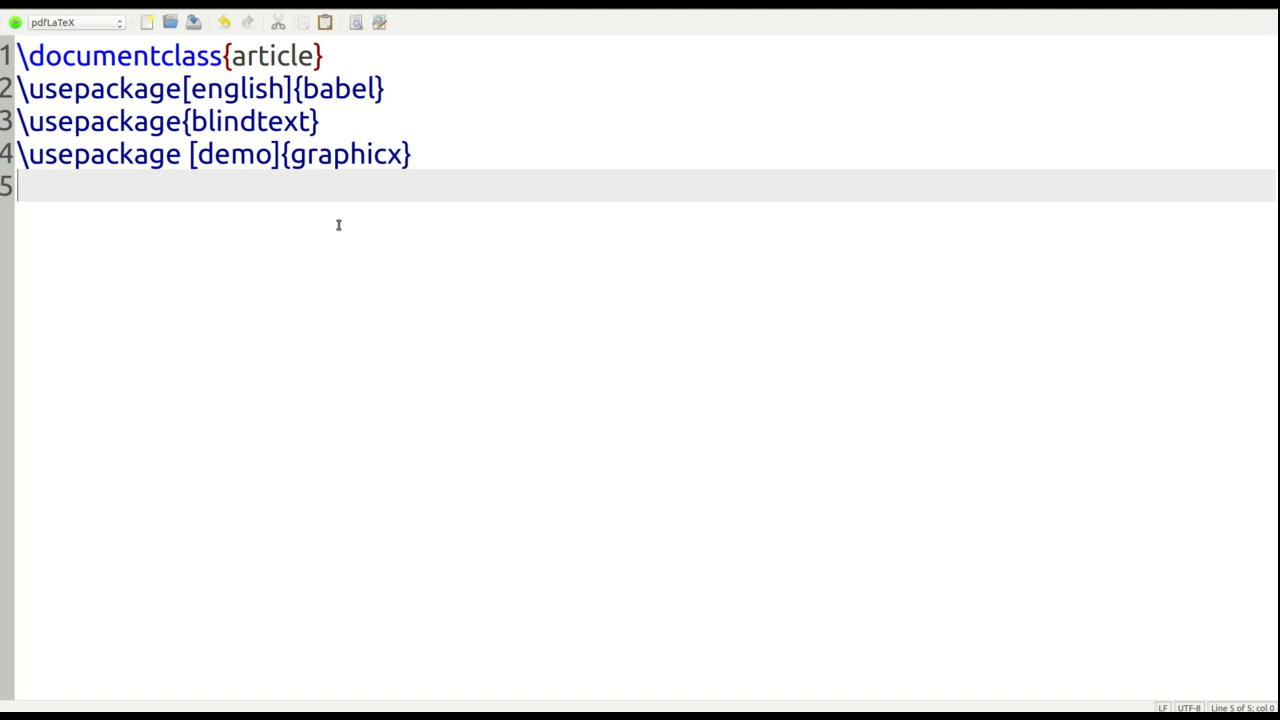 pdfLaTeX
1 \documentclass{article}
2 \usepackage[english]{babel}
3 \usepackage{blindtext}
4 \usepackage [demo]{graphicx}
5
LF UTF-8 Line 5 of 5; col 0